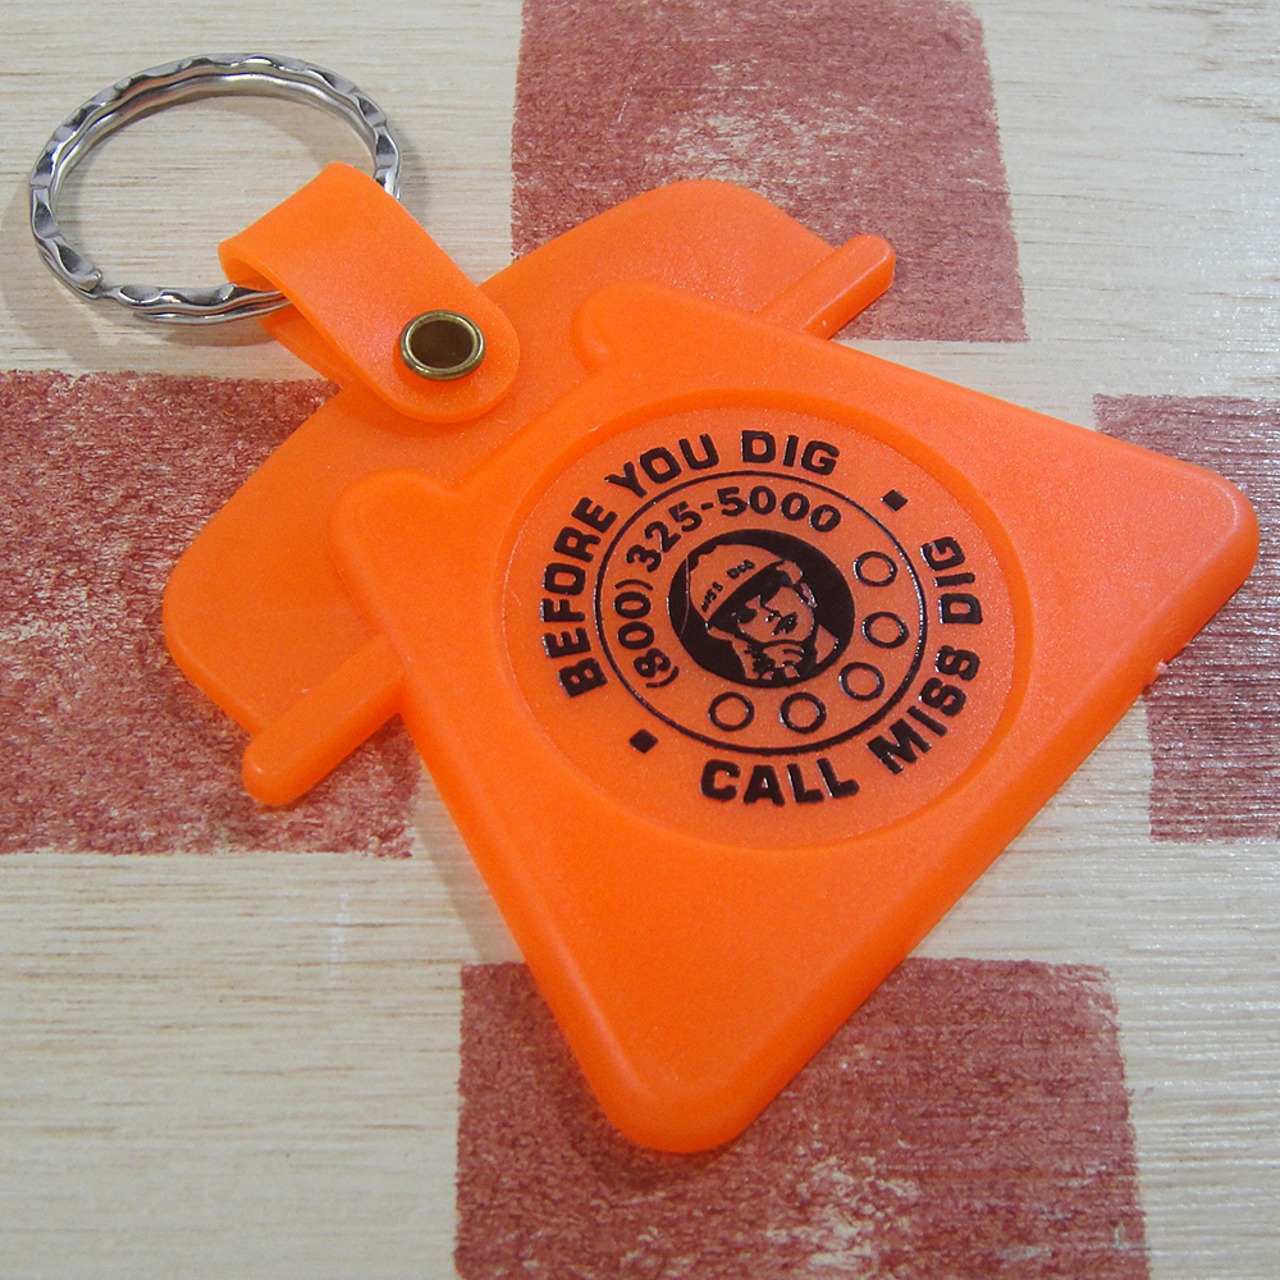 BEFORE YOU DIG
(800) 325-5000
MISS DIG
CALL MISS DIG